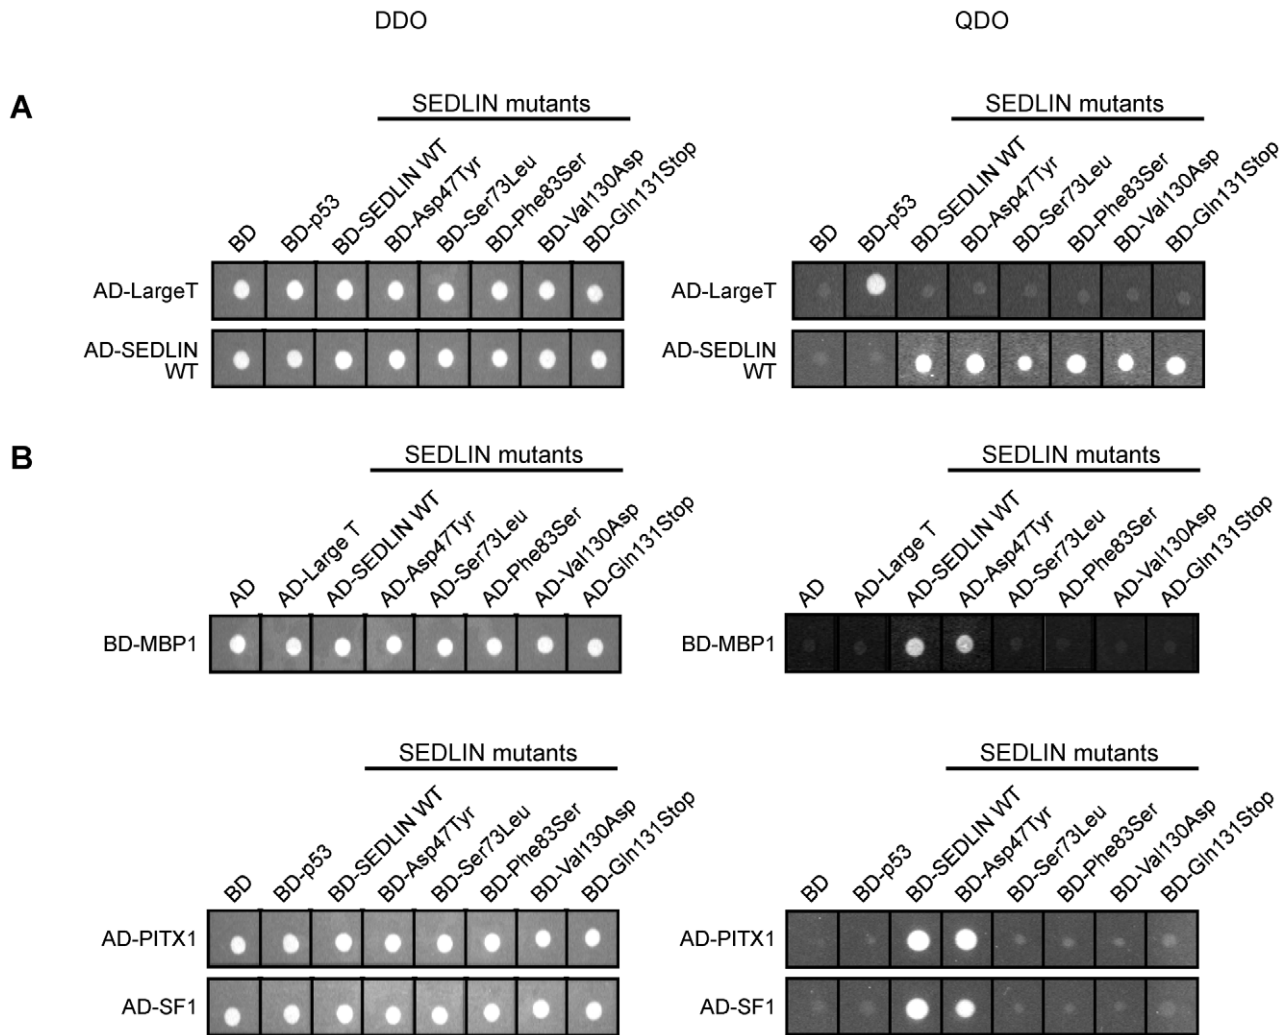 DDO
QDO
A
SEDLIN mutants
SEDLIN mutants
BD
BD-p53
BD-SEDLIN WT
BD-Asp47Tyr
BD-Ser73Leu
BD-Phe83Ser
BD-Val130Asp
BD-Gln131Stop
BD
BD-p53
BD-SEDLIN WT
BD-Asp47Tyr
BD-Ser73Leu
BD-Phe83Ser
BD-Val130Asp
BD-Gln131Stop
AD-LargeT
AD-LargeT
AD-SEDLIN
WT
AD-SEDLIN
WT
B
SEDLIN mutants
SEDLIN mutants
AD
AD-Large T
AD-SEDLIN WT
AD-Asp47Tyr
AD-Ser73Leu
AD-Phe83Ser
AD-Val130Asp
AD-Gln131Stop
AD
AD-Large T
AD-SEDLIN WT
AD-Asp47Tyr
AD-Ser73Leu
AD-Phe83Ser
AD-Val130Asp
AD-Gln131Stop
BD-MBP1
BD-MBP1
SEDLIN mutants
SEDLIN mutants
BD
BD-p53
BD-SEDLIN WT
BD-Asp47Tyr
BD-Ser73Leu
BD-Phe83Ser
BD-Val130Asp
BD-Gln131Stop
BD
BD-p53
BD-SEDLIN WT
BD-Asp47Tyr
BD-Ser73Leu
BD-Phe83Ser
BD-Val130Asp
BD-Gln131Stop
AD-PITX1
AD-PITX1
AD-SF1
AD-SF1